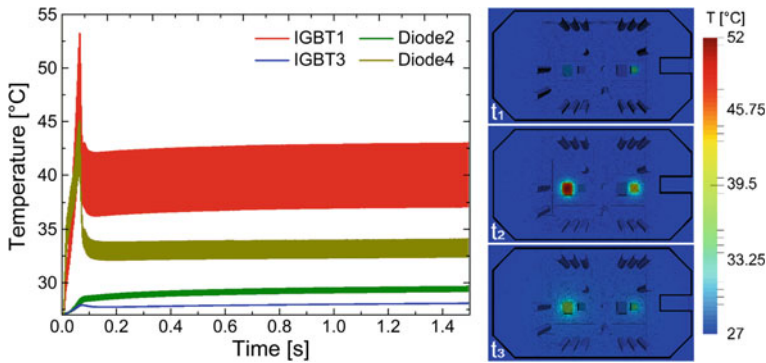 55
50
45
40
35
30
Temperature [°C]
0.0 0.2 0.4 0.6 0.8 1.0 1.2 1.4
Time [s]
IGBT1 Diode2
IGBT3 Diode4
t1
t2
t3
T [°C]
52
45.75
39.5
33.25
27